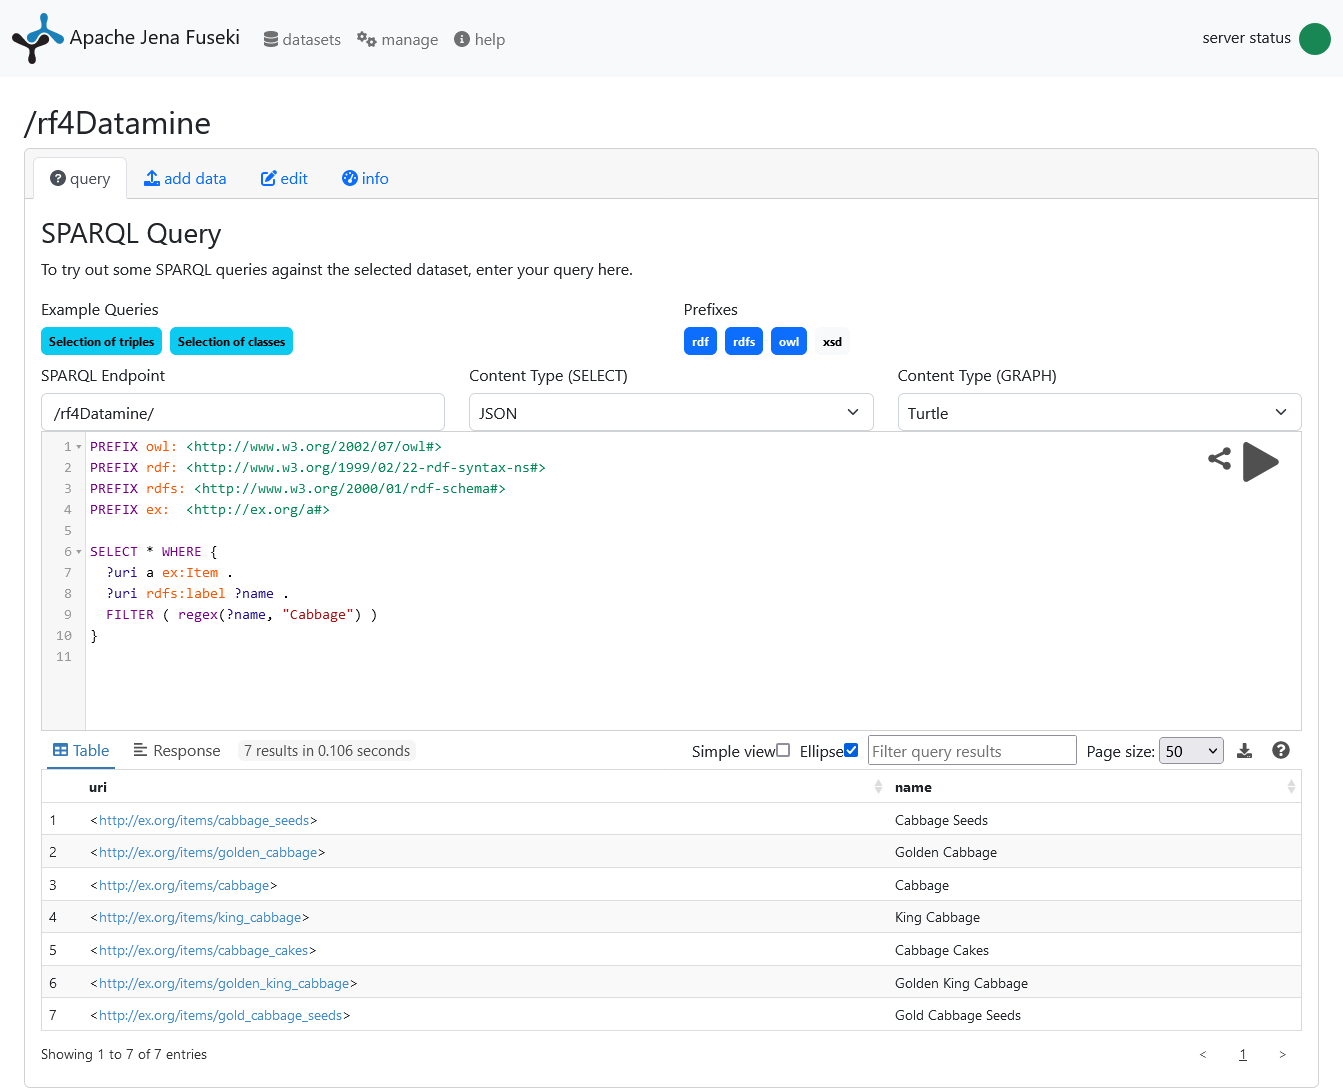 Apache Jena Fuseki datasets manage help server status
/rf4Datamine
query add data edit info
SPARQL Query
To try out some SPARQL queries against the selected dataset, enter your query here.
Example Queries
Selection of triples Selection of classes
Prefixes
rdf rdfs owl xsd
SPARQL Endpoint
/rf4Datamine/
Content Type (SELECT)
JSON
Content Type (GRAPH)
Turtle
1 PREFIX owl: <http://www.w3.org/2002/07/owl#>
2 PREFIX rdf: <http://www.w3.org/1999/02/22-rdf-syntax-ns#>
3 PREFIX rdfs: <http://www.w3.org/2000/01/rdf-schema#>
4 PREFIX ex:  <http://ex.org/a#>
5
6 SELECT * WHERE {
7   ?uri a ex:Item .
8   ?uri rdfs:label ?name .
9   FILTER ( regex(?name, "Cabbage") )
10 }
11
Table Response 7 results in 0.106 seconds Simple view Ellipse Filter query results Page size: 50
uri name
1 <http://ex.org/items/cabbage_seeds> Cabbage Seeds
2 <http://ex.org/items/golden_cabbage> Golden Cabbage
3 <http://ex.org/items/cabbage> Cabbage
4 <http://ex.org/items/king_cabbage> King Cabbage
5 <http://ex.org/items/cabbage_cakes> Cabbage Cakes
6 <http://ex.org/items/golden_king_cabbage> Golden King Cabbage
7 <http://ex.org/items/gold_cabbage_seeds> Gold Cabbage Seeds
Showing 1 to 7 of 7 entries < 1 >